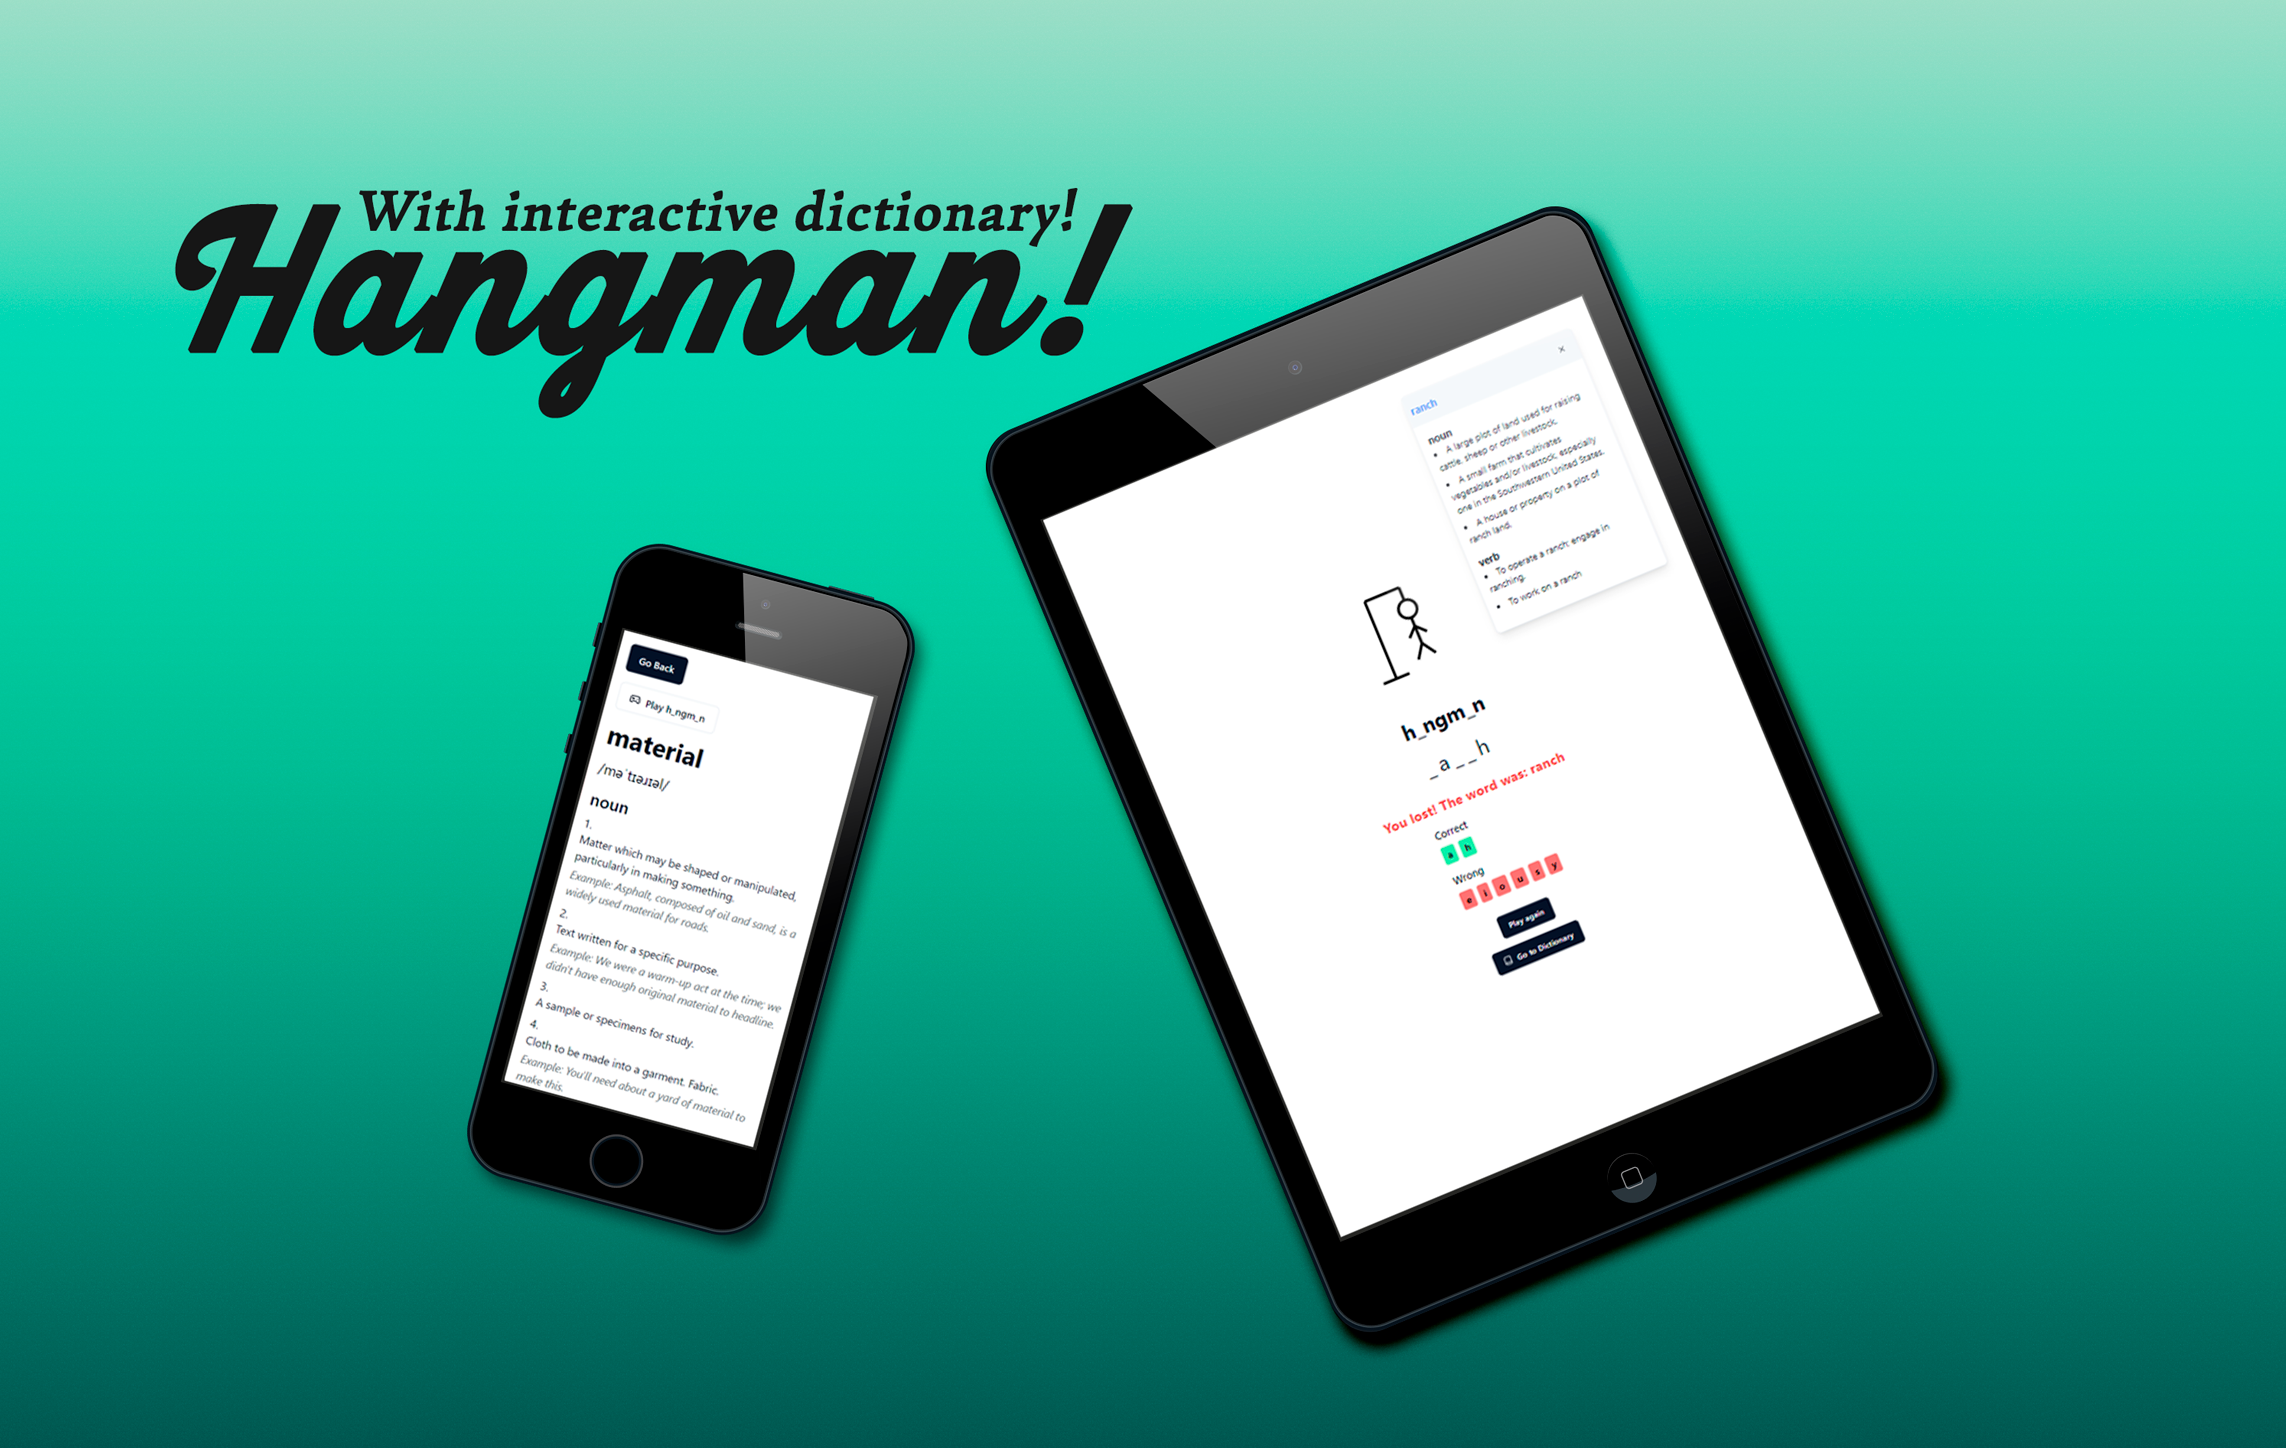 With interactive dictionary!
Hangman!
Go Back
Play h_ngm_n
material
/məˈtɪəɹɪəl/
noun
1.
Matter which may be shaped or manipulated,
particularly in making something.
Example: Asphalt, composed of oil and sand, is a
widely used material for roads.
2.
Text written for a specific purpose.
Example: We were a warm-up act at the time; we
didn't have enough original material to headline.
3.
A sample or specimens for study.
4.
Cloth to be made into a garment. Fabric.
Example: You'll need about a yard of material to
make this.
ranch
noun
• A large plot of land used for raising
cattle, sheep or other livestock.
• A small farm that cultivates
vegetables and/or livestock, especially
one in the Southwestern United States.
• A house or property on a plot of
ranch land.
verb
• To operate a ranch; engage in
ranching.
• To work on a ranch
h_ngm_n
_a__h
You lost! The word was: ranch
Correct
a h
Wrong
e i o u s y
Play again
Go to Dictionary